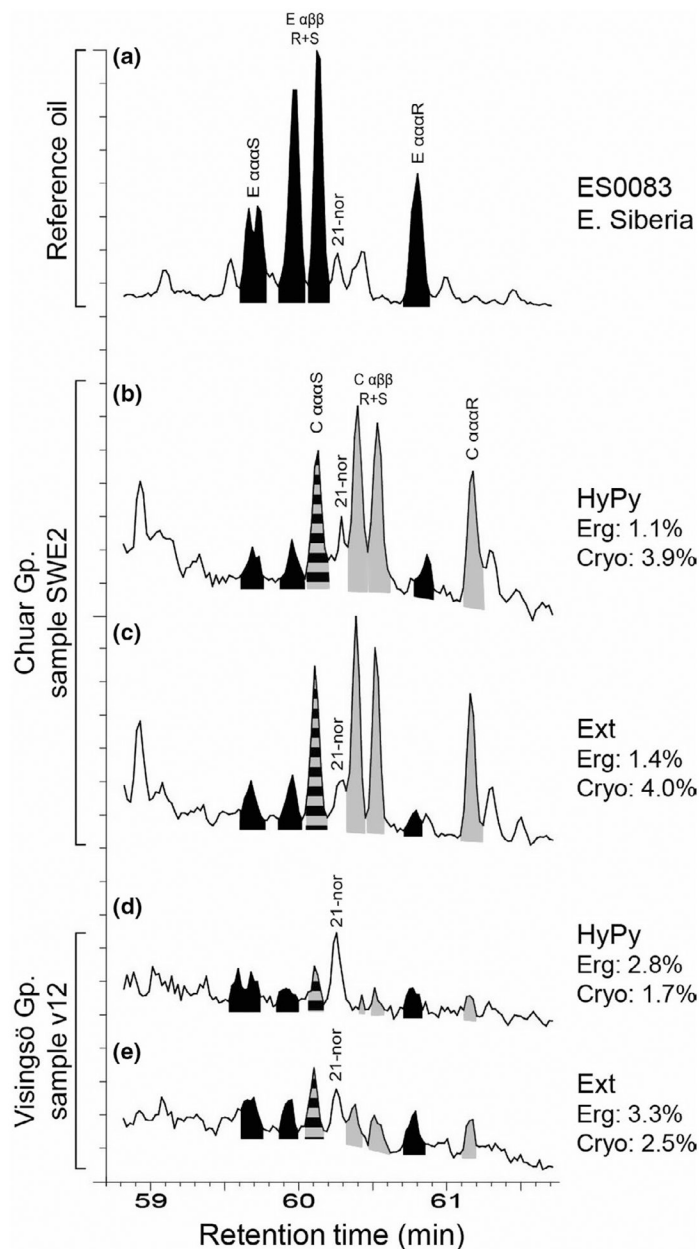 E αββ
R+S
(a)
Reference oil
E αααS
21-nor
E αααR
ES0083
E. Siberia
(b)
Chuar Gp.
sample SWE2
C αααS
21-nor
C αββ
R+S
C αααR
HyPy
Erg: 1.1%
Cryo: 3.9%
(c)
21-nor
Ext
Erg: 1.4%
Cryo: 4.0%
(d)
Visingsö Gp.
sample v12
21-nor
HyPy
Erg: 2.8%
Cryo: 1.7%
(e)
21-nor
Ext
Erg: 3.3%
Cryo: 2.5%
59 60 61
Retention time (min)